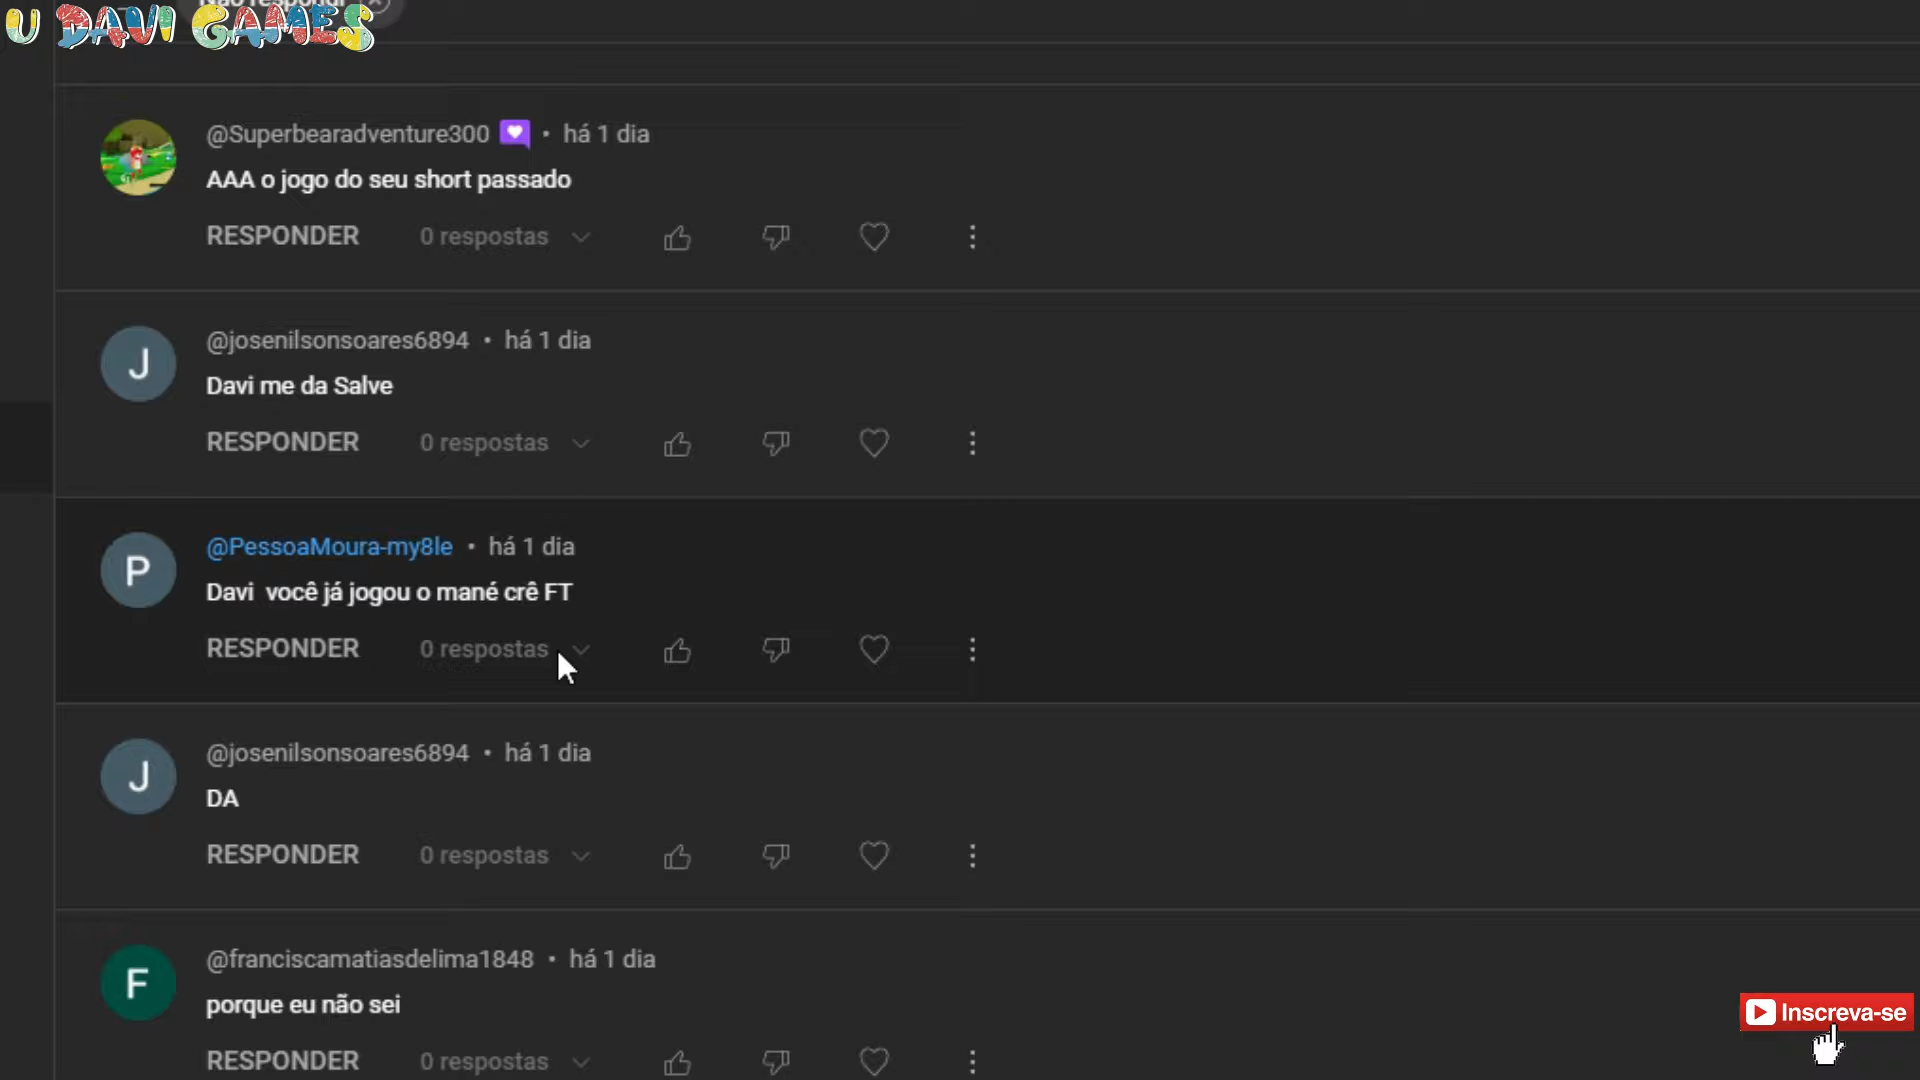 U DAVI GAMES
Não respondi
@Superbearadventure300 • há 1 dia
AAA o jogo do seu short passado
RESPONDER 0 respostas
J
@josenilsonsoares6894 • há 1 dia
Davi me da Salve
RESPONDER 0 respostas
P
@PessoaMoura-my8le • há 1 dia
Davi você já jogou o mané crê FT
RESPONDER 0 respostas
J
@josenilsonsoares6894 • há 1 dia
DA
RESPONDER 0 respostas
F
@franciscamatiasdelima1848 • há 1 dia
porque eu não sei
RESPONDER 0 respostas
Inscreva-se